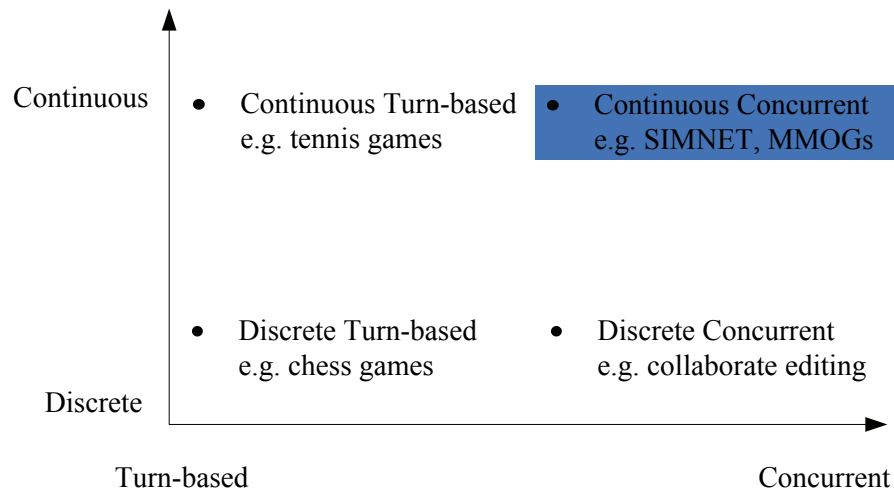 Continuous
• Continuous Turn-based
e.g. tennis games
• Continuous Concurrent
e.g. SIMNET, MMOGs
• Discrete Turn-based
e.g. chess games
• Discrete Concurrent
e.g. collaborate editing
Discrete
Turn-based
Concurrent